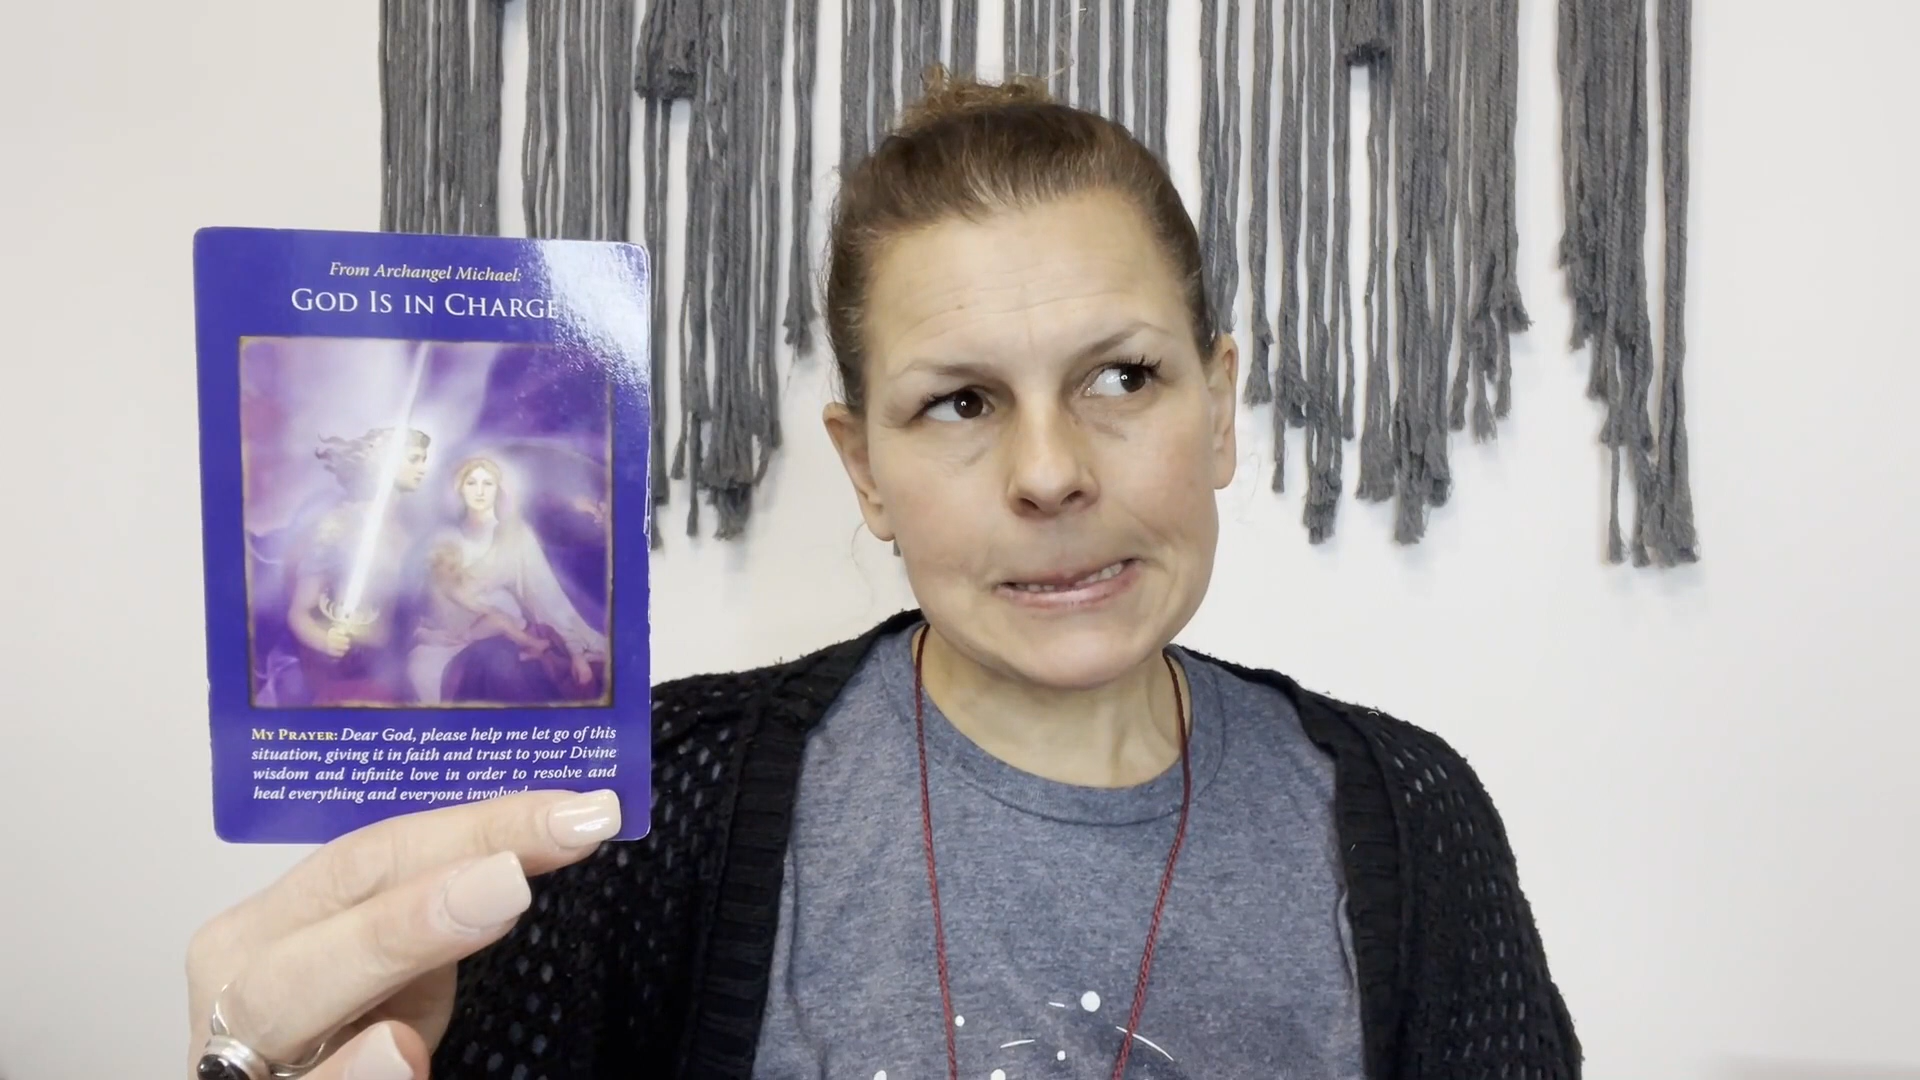 From Archangel Michael:
GOD IS IN CHARGE
MY PRAYER: Dear God, please help me let go of this
situation, giving it in faith and trust to your Divine
wisdom and infinite love in order to resolve and
heal everything and everyone involved